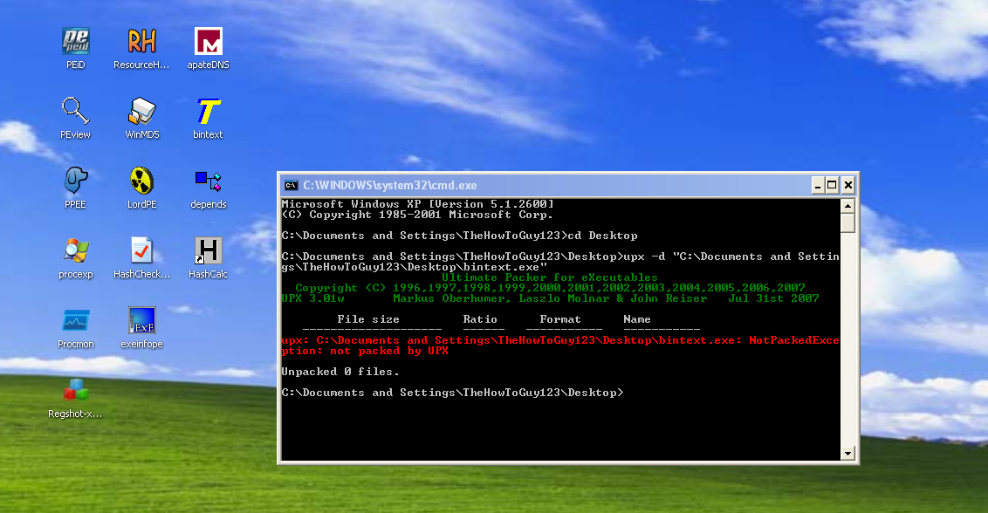 PEiD
ResourceH...
apateDNS
PEview
WinMD5
bintext
PPEE
LordPE
depends
procexp
HashCheck...
HashCalc
Procmon
exeinfope
Regshot-x...
C:\WINDOWS\system32\cmd.exe
Microsoft Windows XP [Version 5.1.2600]
(C) Copyright 1985-2001 Microsoft Corp.
C:\Documents and Settings\TheHowToGuy123>cd Desktop
C:\Documents and Settings\TheHowToGuy123\Desktop>upx -d "C:\Documents and Settin
gs\TheHowToGuy123\Desktop\bintext.exe"
Ultimate Packer for eXecutables
Copyright (C) 1996,1997,1998,1999,2000,2001,2002,2003,2004,2005,2006,2007
UPX 3.01w Markus Oberhumer, Laszlo Molnar & John Reiser Jul 31st 2007
File size Ratio Format Name
-------------------- ------ ----------- -----------
upx: C:\Documents and Settings\TheHowToGuy123\Desktop\bintext.exe: NotPackedExce
ption: not packed by UPX
Unpacked 0 files.
C:\Documents and Settings\TheHowToGuy123\Desktop>